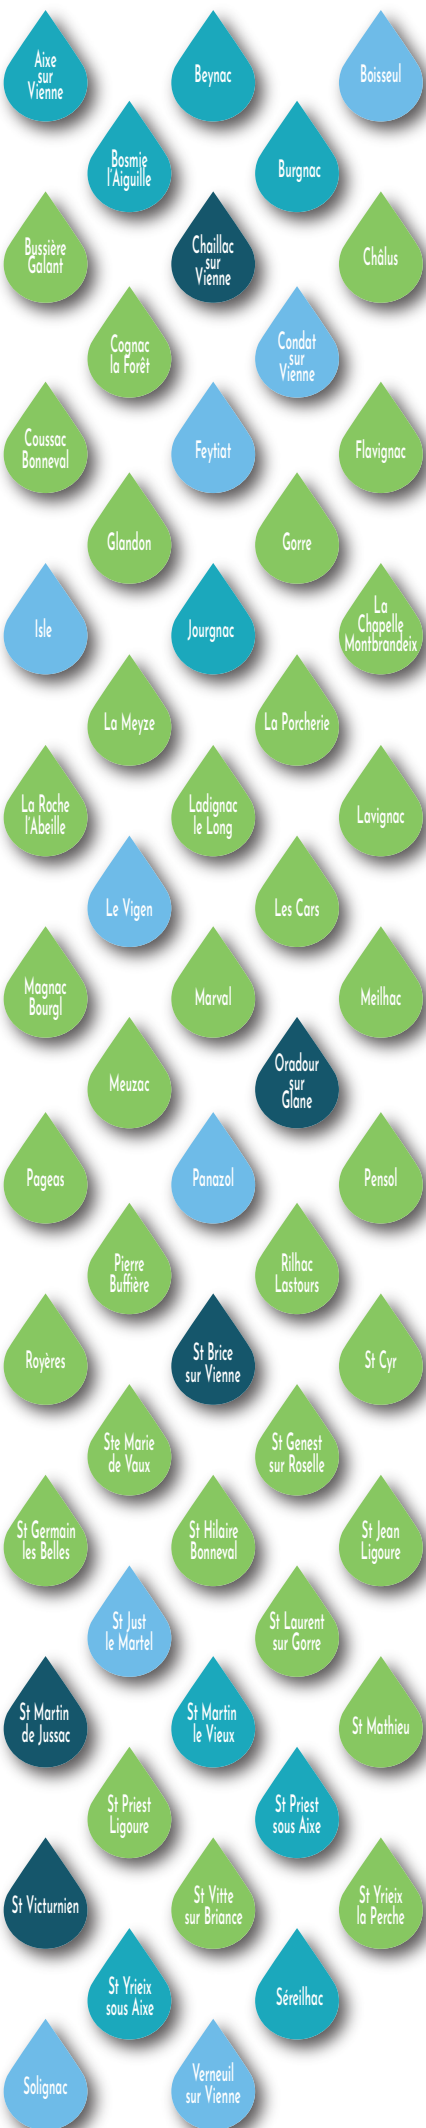 Aixe
sur
Vienne
Beynac
Boisseul
Bosmie
l'Aiguille
Burgnac
Bussière
Galant
Chaillac
sur
Vienne
Châlus
Cognac
la Forêt
Condat
sur
Vienne
Coussac
Bonneval
Feytiat
Flavignac
Glandon
Gorre
Isle
Jourgnac
La
Chapelle
Montbrandeix
La Meyze
La Porcherie
La Roche
l'Abeille
Ladignac
le Long
Lavignac
Le Vigen
Les Cars
Magnac
Bourgl
Marval
Meilhac
Meuzac
Oradour
sur
Glane
Pageas
Panazol
Pensol
Pierre
Buffière
Rilhac
Lastours
Royères
St Brice
sur Vienne
St Cyr
Ste Marie
de Vaux
St Genest
sur Roselle
St Germain
les Belles
St Hilaire
Bonneval
St Jean
Ligoure
St Just
le Martel
St Laurent
sur Gorre
St Martin
de Jussac
St Martin
le Vieux
St Mathieu
St Priest
Ligoure
St Priest
sous Aixe
St Victurnien
St Vitte
sur Briance
St Yrieix
la Perche
St Yrieix
sous Aixe
Séreilhac
Solignac
Verneuil
sur Vienne